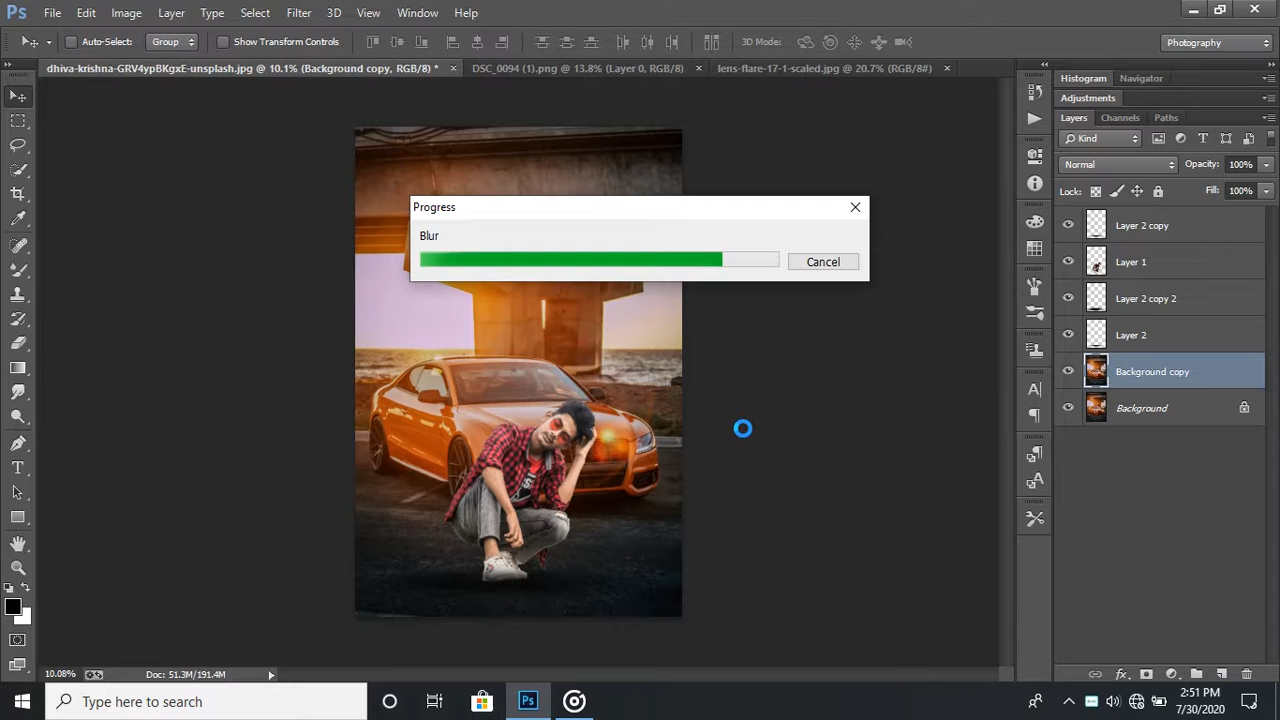 Ps File Edit Image Layer Type Select Filter 3D View Window Help
Auto-Select: Group Show Transform Controls 3D Mode: Photography
dhiva-krishna-GRV4ypBKgxE-unsplash.jpg @ 10.1% (Background copy, RGB/8) * DSC_0094 (1).png @ 13.8% (Layer 0, RGB/8) lens-flare-17-1-scaled.jpg @ 20.7% (RGB/8#)
Histogram Navigator
Adjustments
Layers Channels Paths
Kind
Normal Opacity: 100%
Lock: Fill: 100%
Progress
Blur
Cancel
Layer 2 copy
Layer 1
Layer 2 copy 2
Layer 2
Background copy
Background
10.08% Doc: 51.3M/191.4M
Type here to search
Ps
2:51 PM
7/30/2020